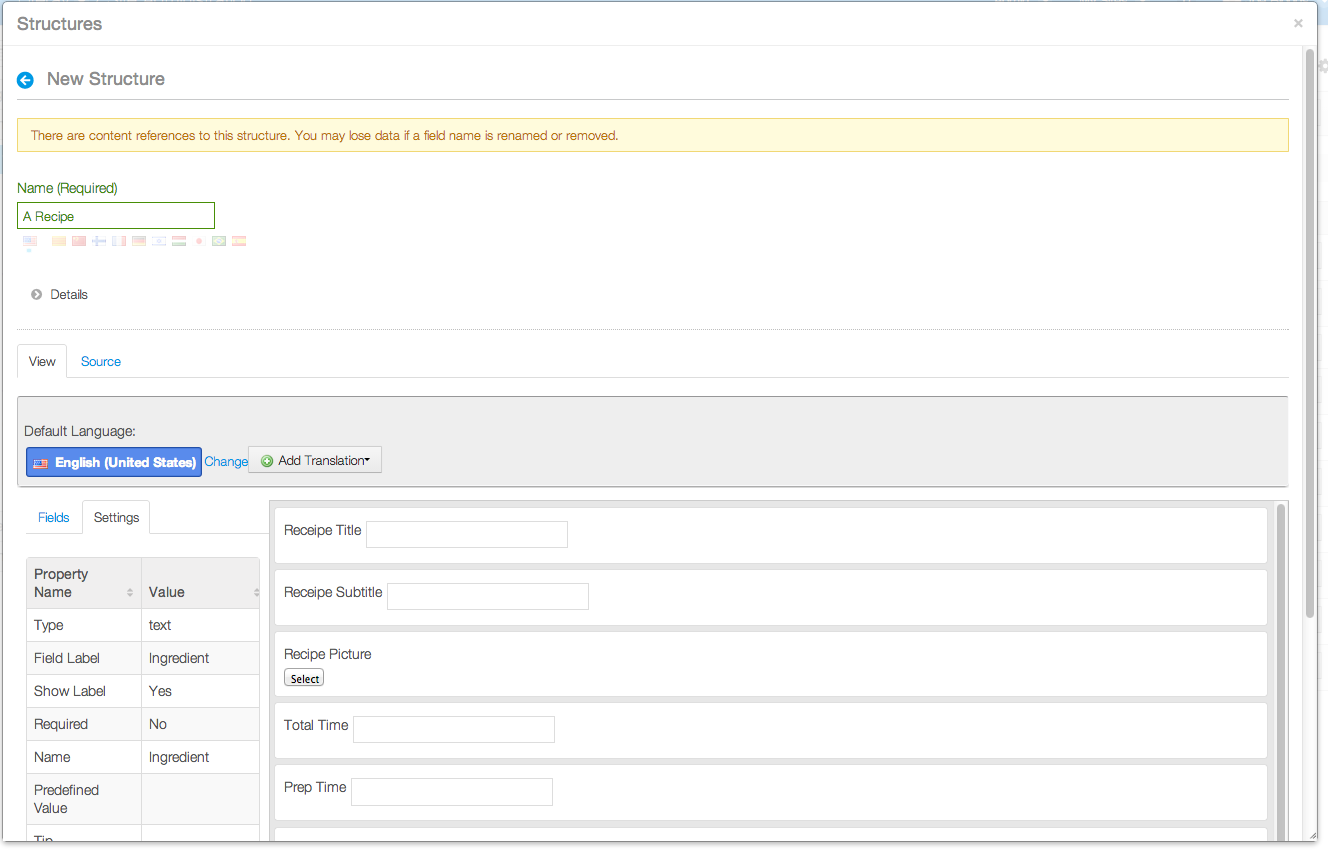 Structures
×
New Structure
There are content references to this structure. You may lose data if a field name is renamed or removed.
Name (Required)
A Recipe
Details
View Source
Default Language:
English (United States) Change Add Translation
Fields Settings
Property Name Value
Type text
Field Label Ingredient
Show Label Yes
Required No
Name Ingredient
Predefined
Value
Tip
Receipe Title
Receipe Subtitle
Recipe Picture
Select
Total Time
Prep Time